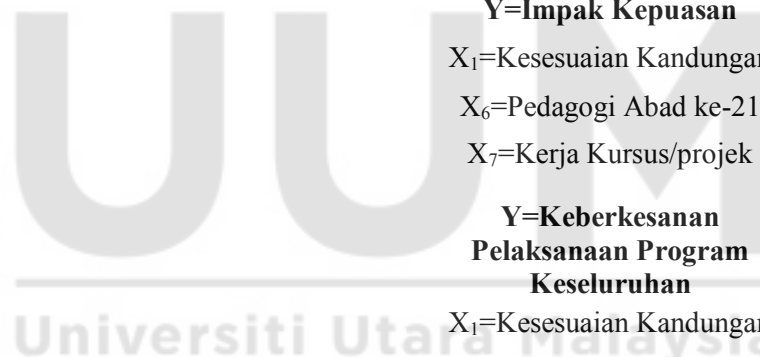 Y=Impak Kepuasan
X₁=Kesesuaian Kandungan
X₆=Pedagogi Abad ke-21
X₇=Kerja Kursus/projek
Y=Keberkesanan
Pelaksanaan Program
Keseluruhan
X₁=Kesesuaian Kandungan
UUM
Universiti Utara Malaysia